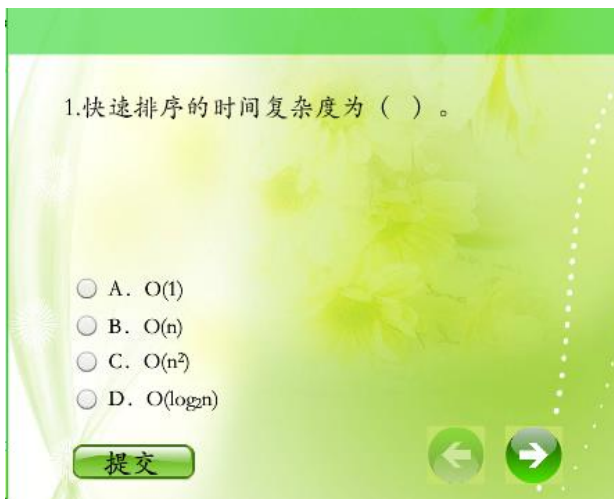 1.快速排序的时间复杂度为（ ）。
A. O(1)
B. O(n)
C. O(n²)
D. O(log₂n)
提交